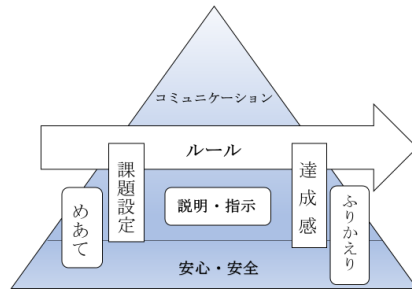 コミュニケーション
ルール
課題設定
達成感
めあて
説明・指示
ふりかえり
安心・安全